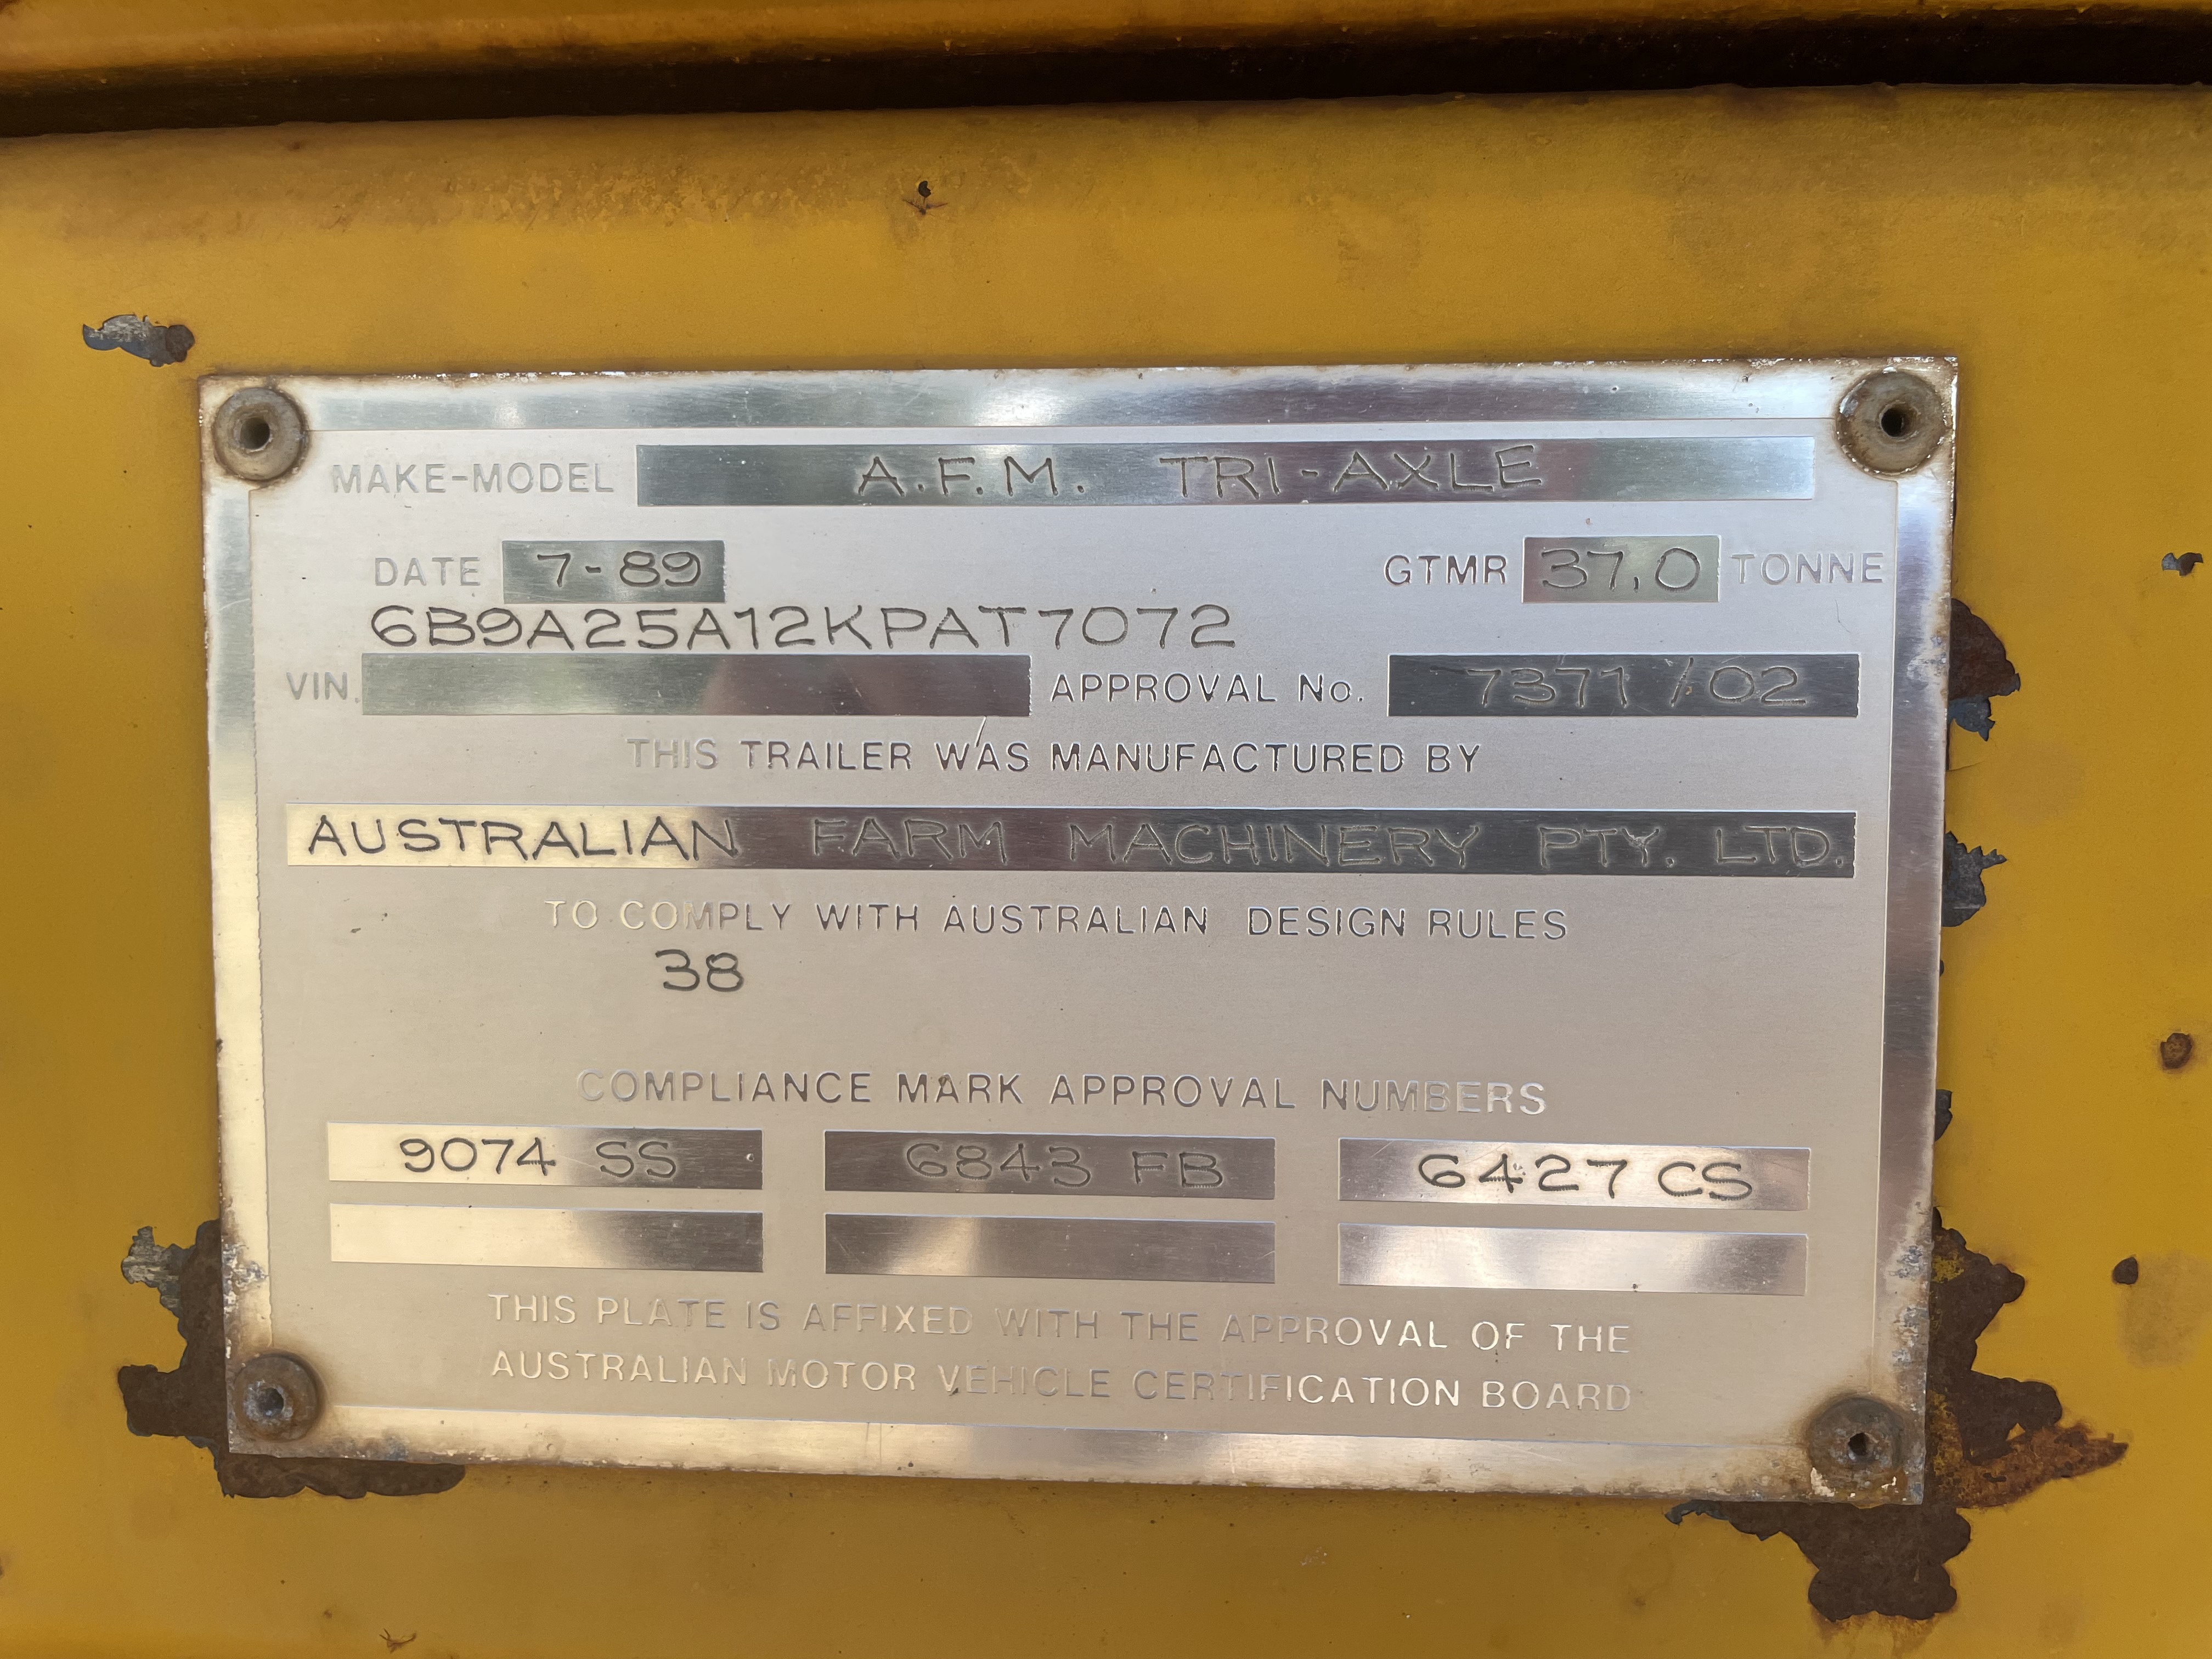 MAKE-MODEL A.F.M. TRI-AXLE
DATE 7-89 GTMR 37.0 TONNE
6B9A25A12KPAT7072
VIN. APPROVAL No. 7371/02
THIS TRAILER WAS MANUFACTURED BY
AUSTRALIAN FARM MACHINERY PTY. LTD.
TO COMPLY WITH AUSTRALIAN DESIGN RULES
38
COMPLIANCE MARK APPROVAL NUMBERS
9074 SS 6843 FB 6427 CS
THIS PLATE IS AFFIXED WITH THE APPROVAL OF THE
AUSTRALIAN MOTOR VEHICLE CERTIFICATION BOARD